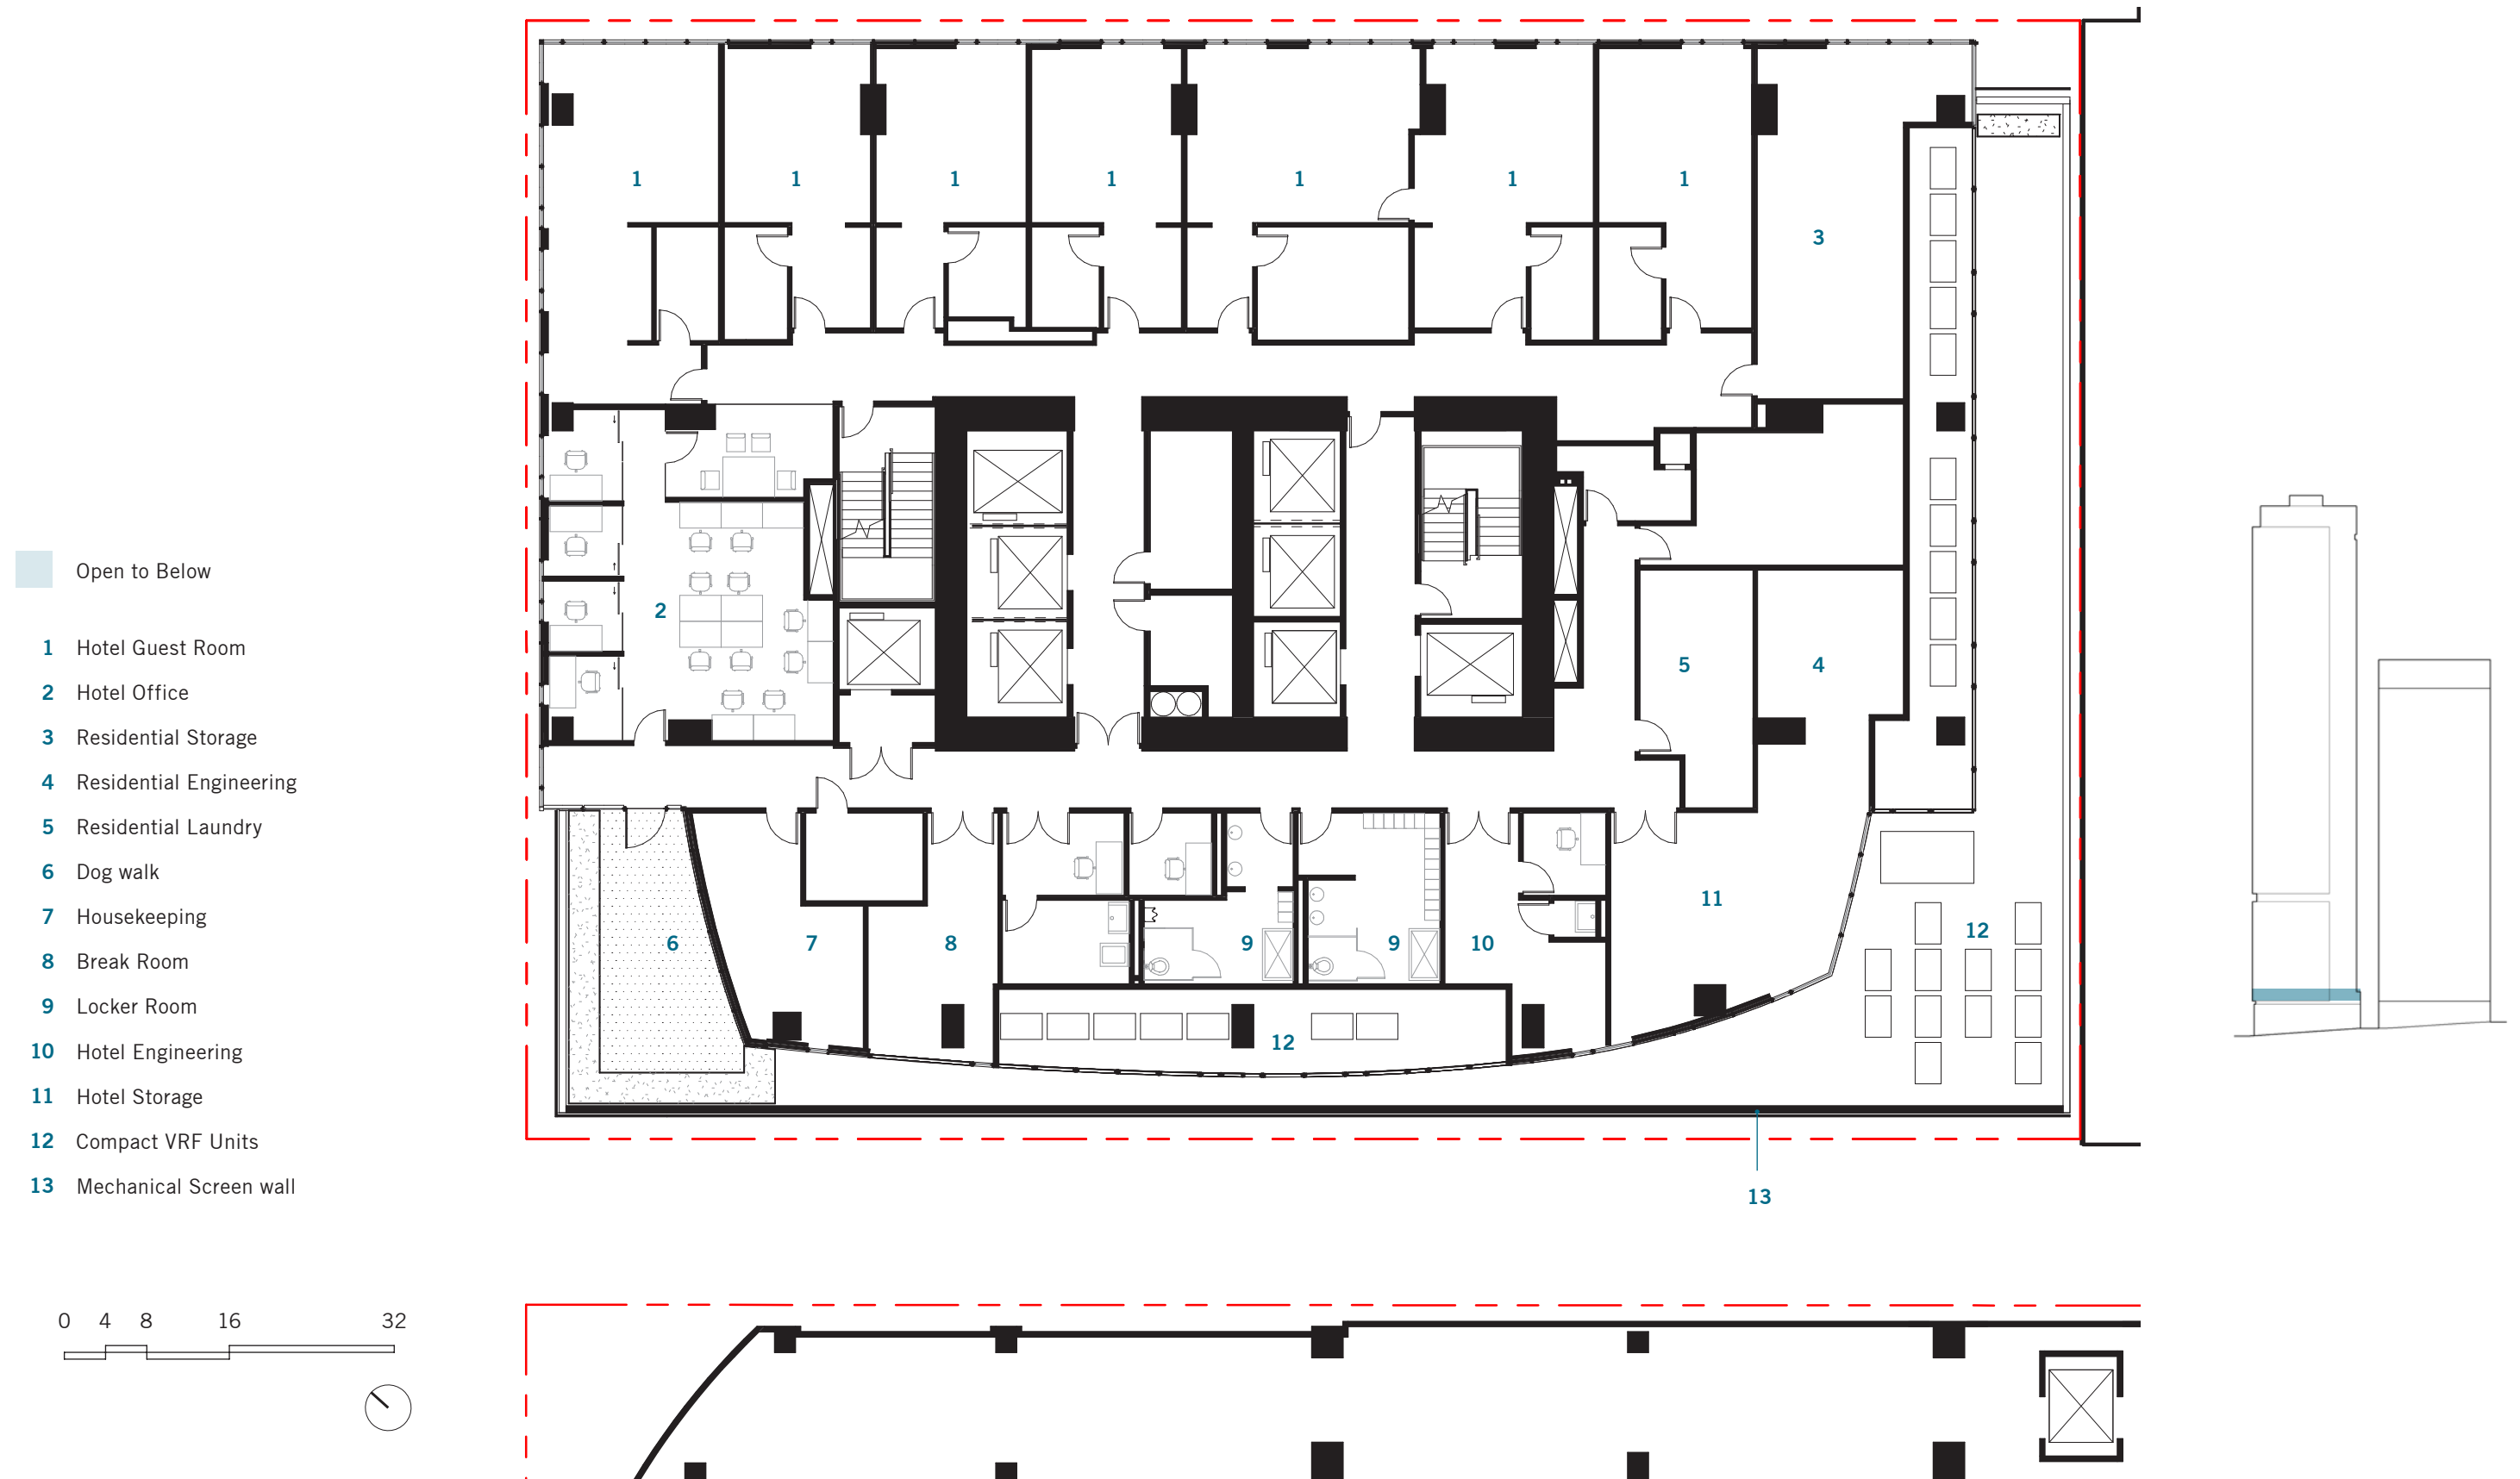 1 1 1 1 1 1 1
3
2
5 4
6 7 8 9 9 10 11 12
12
13
Open to Below
1 Hotel Guest Room
2 Hotel Office
3 Residential Storage
4 Residential Engineering
5 Residential Laundry
6 Dog walk
7 Housekeeping
8 Break Room
9 Locker Room
10 Hotel Engineering
11 Hotel Storage
12 Compact VRF Units
13 Mechanical Screen wall
0 4 8 16 32